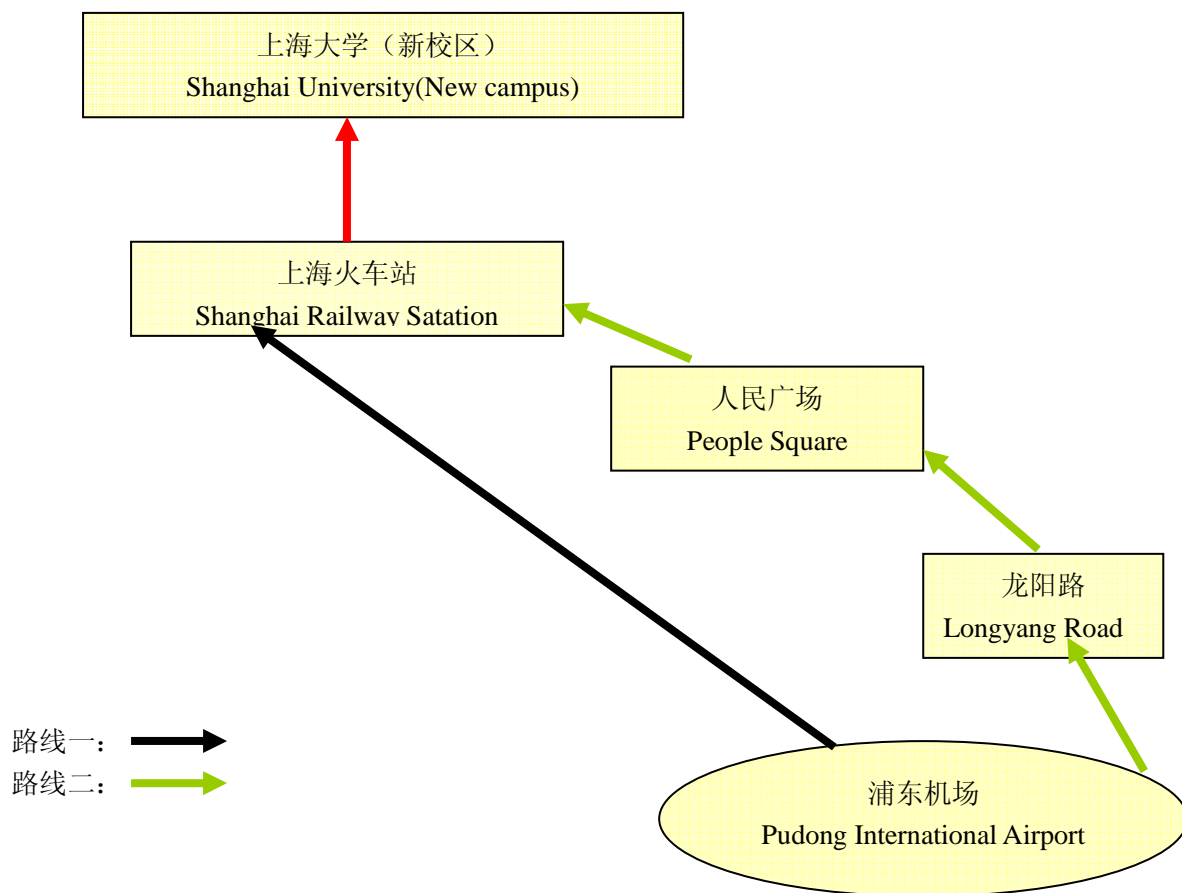 上海大学（新校区）
Shanghai University(New campus)
上海火车站
Shanghai Railway Satation
人民广场
People Square
龙阳路
Longyang Road
路线一：
路线二：
浦东机场
Pudong International Airport